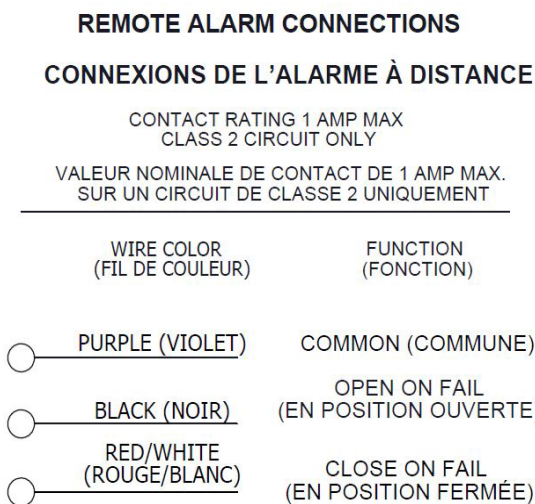 REMOTE ALARM CONNECTIONS
CONNEXIONS DE L'ALARME À DISTANCE
CONTACT RATING 1 AMP MAX
CLASS 2 CIRCUIT ONLY
VALEUR NOMINALE DE CONTACT DE 1 AMP MAX.
SUR UN CIRCUIT DE CLASSE 2 UNIQUEMENT
WIRE COLOR
(FIL DE COULEUR)
FUNCTION
(FONCTION)
PURPLE (VIOLET)
COMMON (COMMUNE)
BLACK (NOIR)
OPEN ON FAIL
(EN POSITION OUVERTE
RED/WHITE
(ROUGE/BLANC)
CLOSE ON FAIL
(EN POSITION FERMÉE)